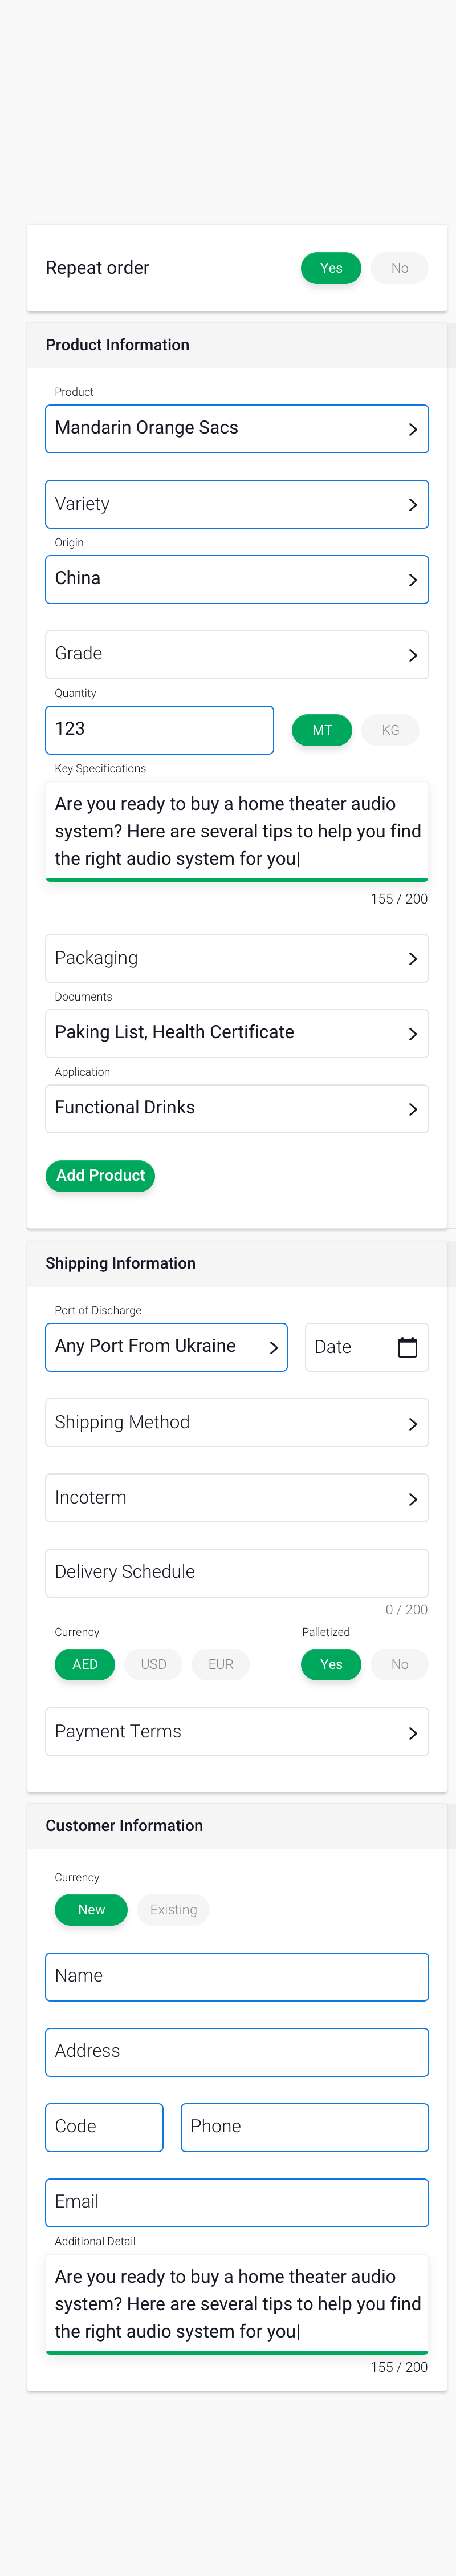 Repeat order
Yes
No
Product Information
Product
Mandarin Orange Sacs
Variety
Origin
China
Grade
Quantity
123
MT
KG
Key Specifications
Are you ready to buy a home theater audio
system? Here are several tips to help you find
the right audio system for you|
155 / 200
Packaging
Documents
Paking List, Health Certificate
Application
Functional Drinks
Add Product
Shipping Information
Port of Discharge
Any Port From Ukraine
Date
Shipping Method
Incoterm
Delivery Schedule
0 / 200
Currency
Palletized
AED
USD
EUR
Yes
No
Payment Terms
Customer Information
Currency
New
Existing
Name
Address
Code
Phone
Email
Additional Detail
Are you ready to buy a home theater audio
system? Here are several tips to help you find
the right audio system for you|
155 / 200